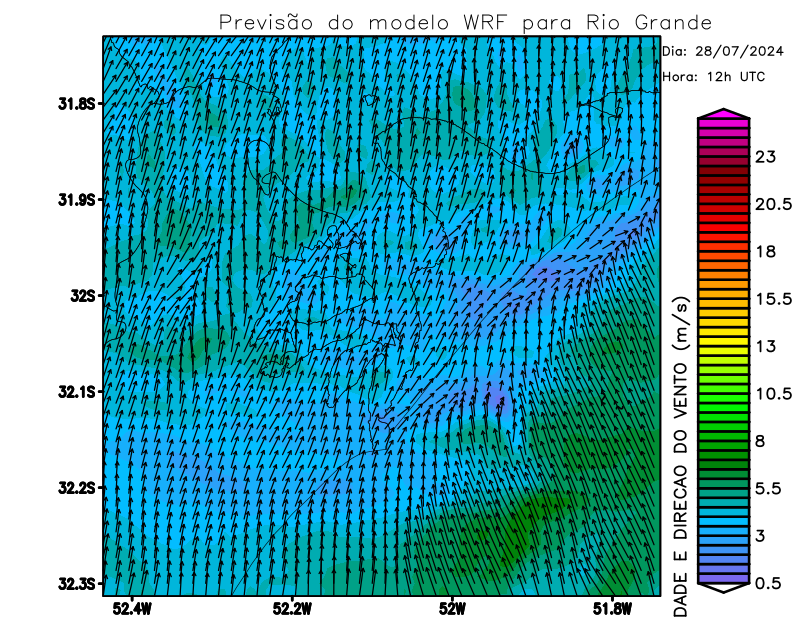 Previsão do modelo WRF para Rio Grande
Dia: 28/07/2024
Hora: 12h UTC
31.8S
31.9S
32S
32.1S
32.2S
32.3S
52.4W
52.2W
52W
51.8W
23
20.5
18
15.5
13
10.5
8
5.5
3
0.5
DADE E DIRECAO DO VENTO (m/s)